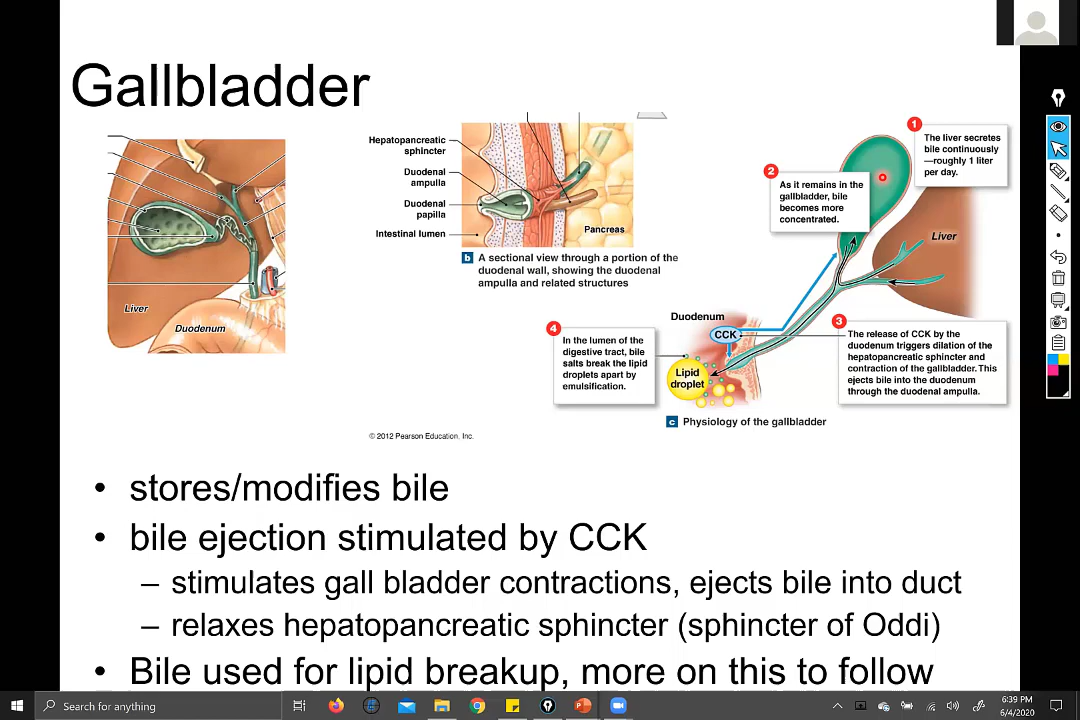 Gallbladder
Liver
Duodenum
Hepatopancreatic
sphincter
Duodenal
ampulla
Duodenal
papilla
Intestinal lumen
Pancreas
b A sectional view through a portion of the
duodenal wall, showing the duodenal
ampulla and related structures
1
The liver secretes
bile continuously
—roughly 1 liter
per day.
2
As it remains in the
gallbladder, bile
becomes more
concentrated.
Liver
3
The release of CCK by the
duodenum triggers dilation of the
hepatopancreatic sphincter and
contraction of the gallbladder. This
ejects bile into the duodenum
through the duodenal ampulla.
Duodenum
CCK
Lipid
droplet
4
In the lumen of the
digestive tract, bile
salts break the lipid
droplets apart by
emulsification.
c Physiology of the gallbladder
© 2012 Pearson Education, Inc.
• stores/modifies bile
• bile ejection stimulated by CCK
– stimulates gall bladder contractions, ejects bile into duct
– relaxes hepatopancreatic sphincter (sphincter of Oddi)
• Bile used for lipid breakup, more on this to follow
Search for anything
6:39 PM
6/4/2020